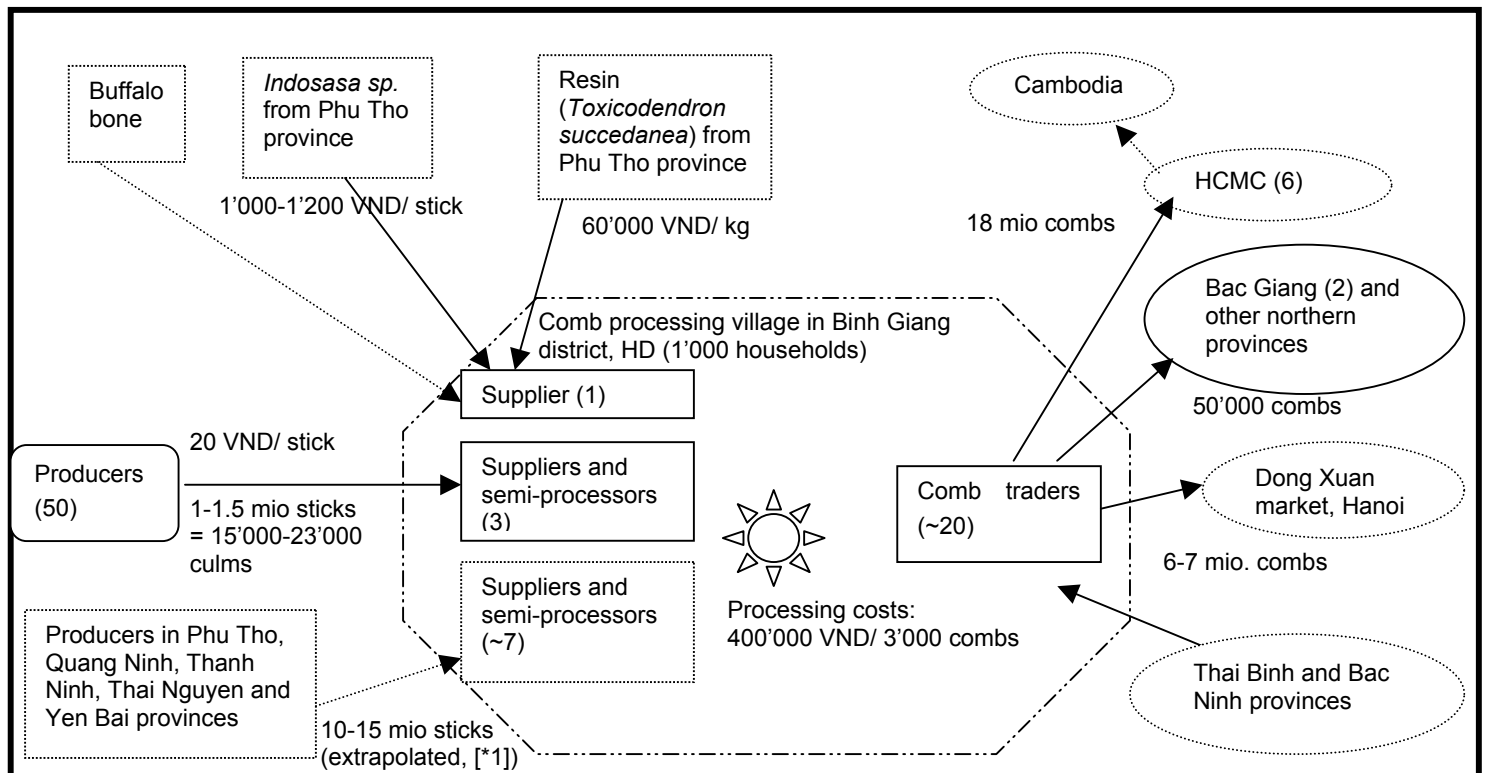 Buffalo
bone
Indosasa sp.
from Phu Tho
province
Resin
(Toxicodendron
succedanea) from
Phu Tho province
Cambodia
HCMC (6)
1'000-1'200 VND/ stick
60'000 VND/ kg
18 mio combs
Bac Giang (2) and
other northern
provinces
50'000 combs
Comb processing village in Binh Giang
district, HD (1'000 households)
Supplier (1)
20 VND/ stick
Producers
(50)
1-1.5 mio sticks
= 15'000-23'000
culms
Suppliers and
semi-processors
(3)
Comb traders
(~20)
Dong Xuan
market, Hanoi
6-7 mio. combs
Suppliers and
semi-processors
(~7)
Processing costs:
400'000 VND/ 3'000 combs
Producers in Phu Tho,
Quang Ninh, Thanh
Ninh, Thai Nguyen and
Yen Bai provinces
10-15 mio sticks
(extrapolated, [*1])
Thai Binh and Bac
Ninh provinces